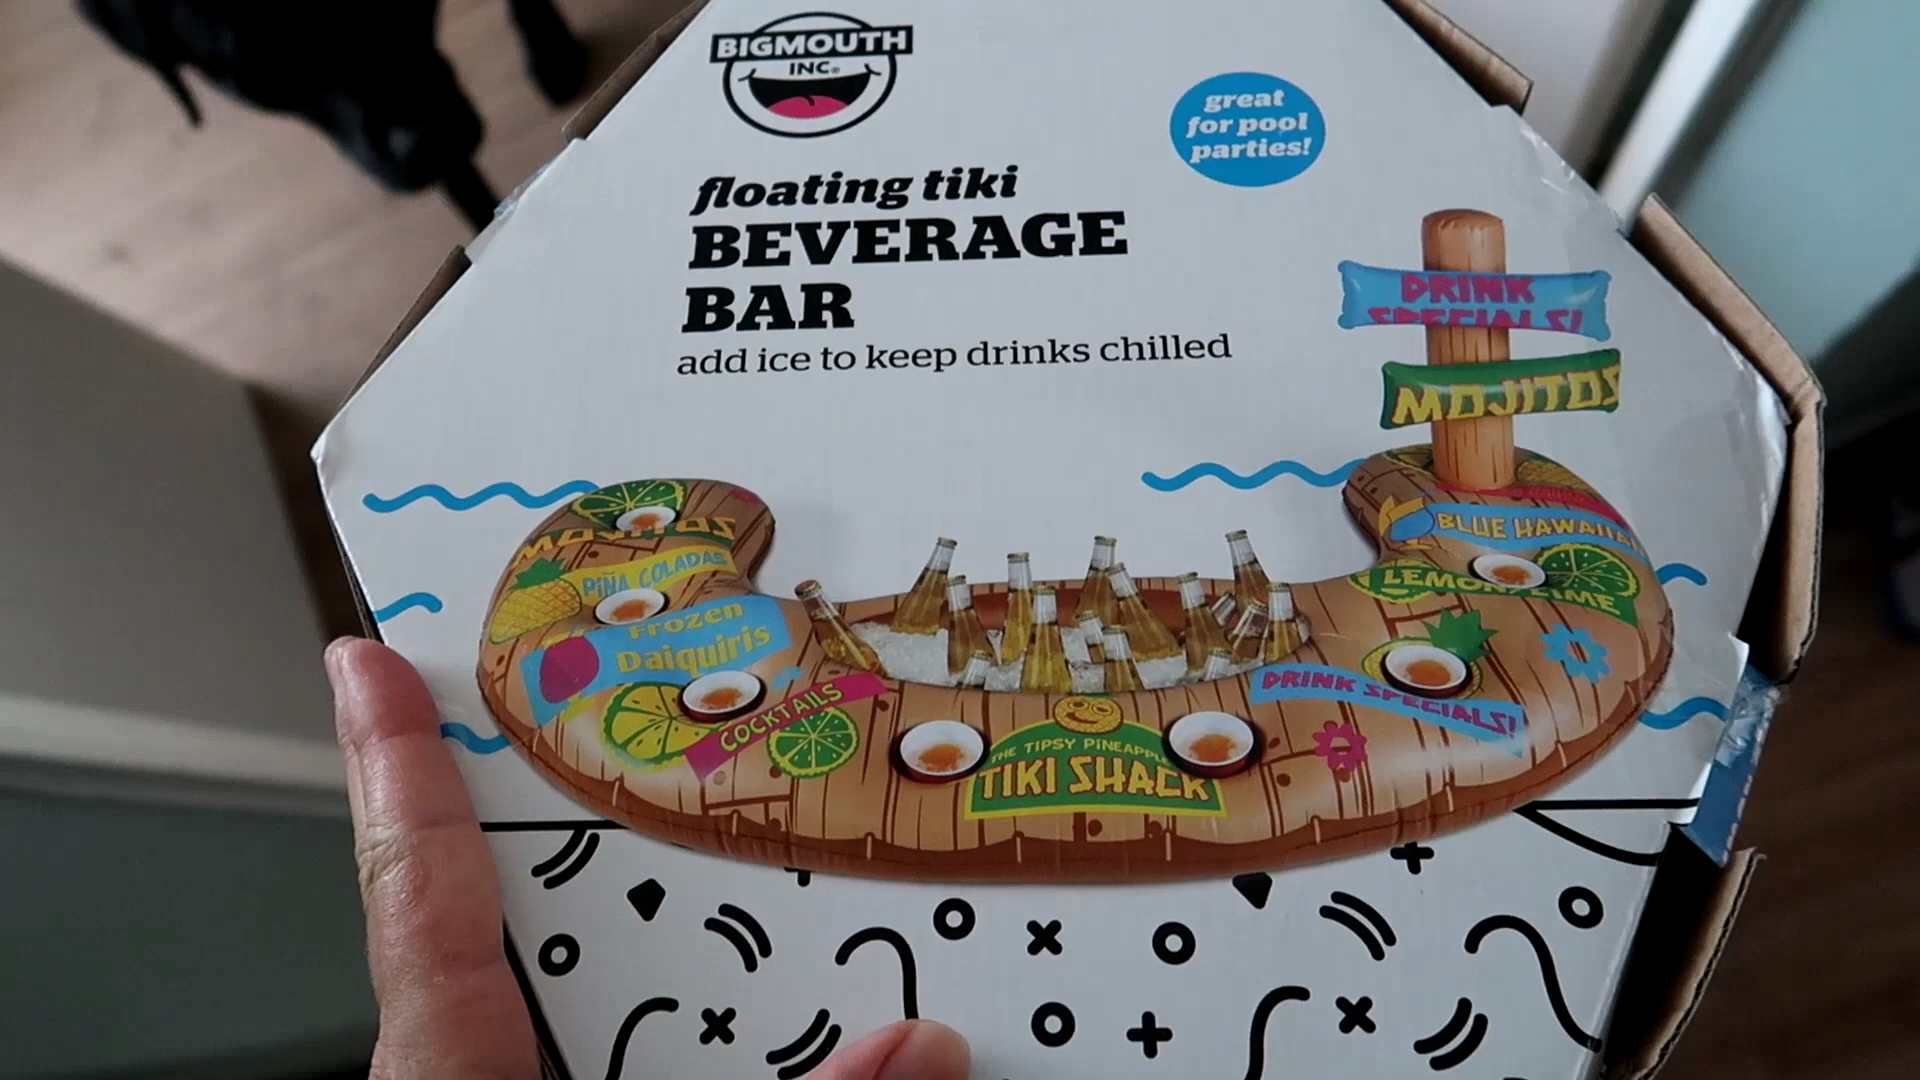 BIGMOUTH
INC®
great
for pool
parties!
floating tiki
BEVERAGE
BAR
add ice to keep drinks chilled
DRINK
SPECIALS!
MOJITOS
MOJITOS
PIÑA COLADAS
Frozen
Daiquiris
COCKTAILS
BLUE HAWAIIAN
LEMON/LIME
DRINK SPECIALS!
THE TIPSY PINEAPPLE
TIKI SHACK